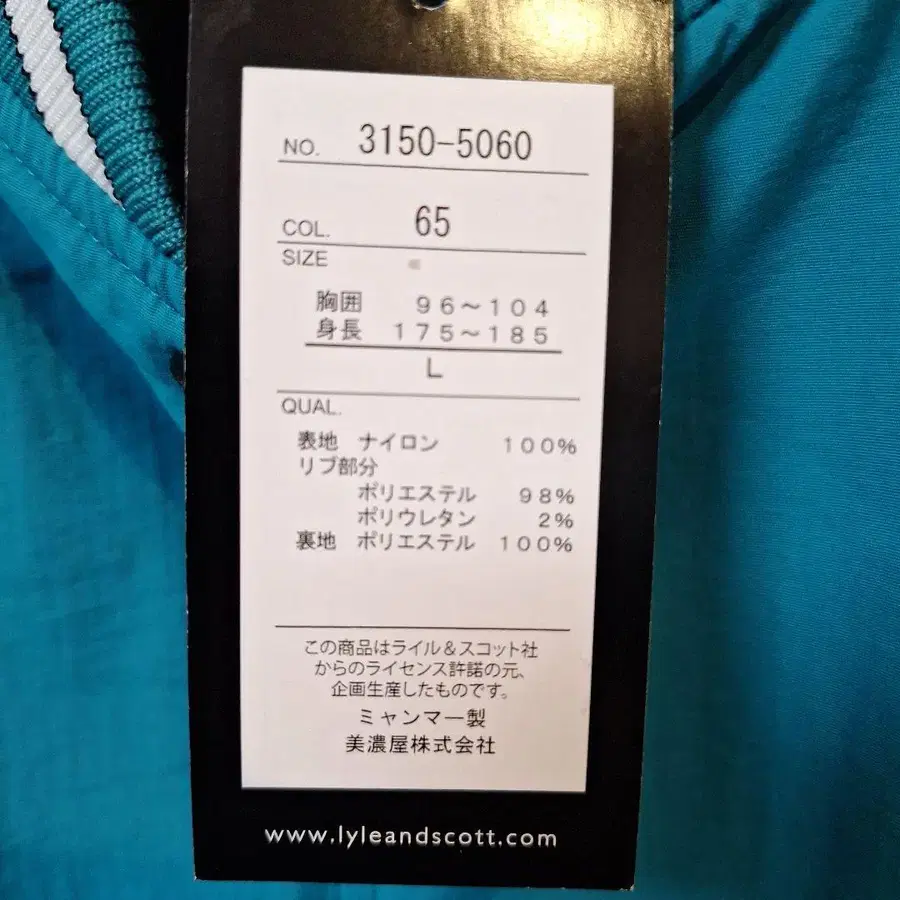 NO. 3150-5060
COL. 65
SIZE
胸囲 96～104
身長 175～185
L
QUAL.
表地 ナイロン 100%
リブ部分
ポリエステル 98%
ポリウレタン 2%
裏地 ポリエステル 100%
この商品はライル＆スコット社
からのライセンス許諾の元、
企画生産したものです。
ミャンマー製
美濃屋株式会社
www.lyleandscott.com